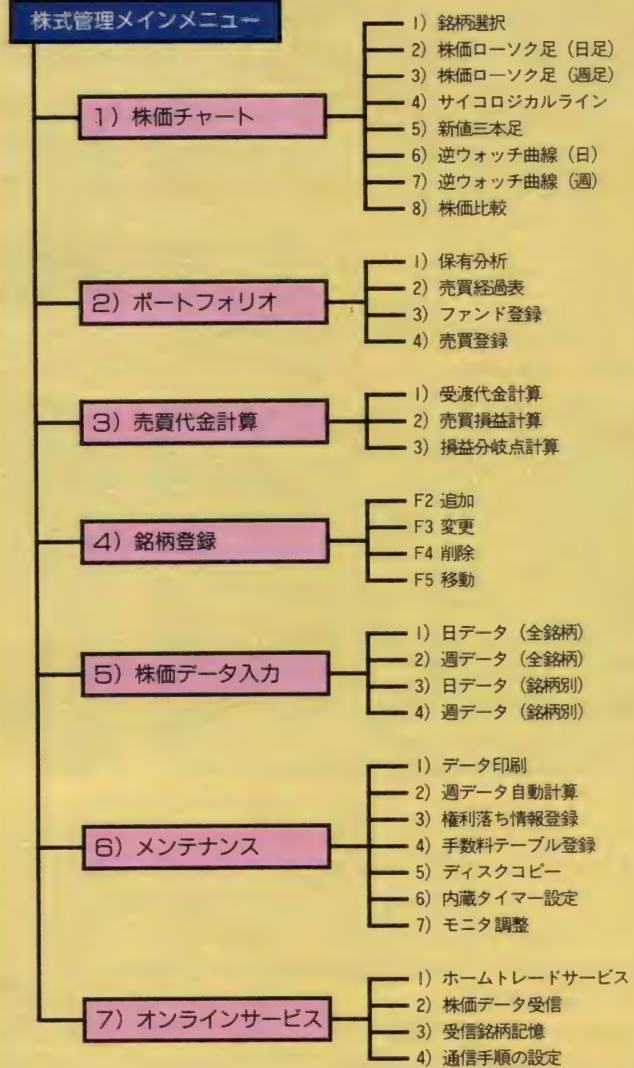 株式管理メインメニュー
1) 株価チャート
1) 銘柄選択
2) 株価ローソク足 (日足)
3) 株価ローソク足 (週足)
4) サイコロジカルライン
5) 新値三本足
6) 逆ウォッチ曲線 (日)
7) 逆ウォッチ曲線 (週)
8) 株価比較
2) ポートフォリオ
1) 保有分析
2) 売買経過表
3) ファンド登録
4) 売買登録
3) 売買代金計算
1) 受渡代金計算
2) 売買損益計算
3) 損益分岐点計算
4) 銘柄登録
F2 追加
F3 変更
F4 削除
F5 移動
5) 株価データ入力
1) 日データ (全銘柄)
2) 週データ (全銘柄)
3) 日データ (銘柄別)
4) 週データ (銘柄別)
6) メンテナンス
1) データ印刷
2) 週データ自動計算
3) 権利落ち情報登録
4) 手数料テーブル登録
5) ディスクコピー
6) 内蔵タイマー設定
7) モニタ調整
7) オンラインサービス
1) ホームトレードサービス
2) 株価データ受信
3) 受信銘柄記憶
4) 通信手順の設定